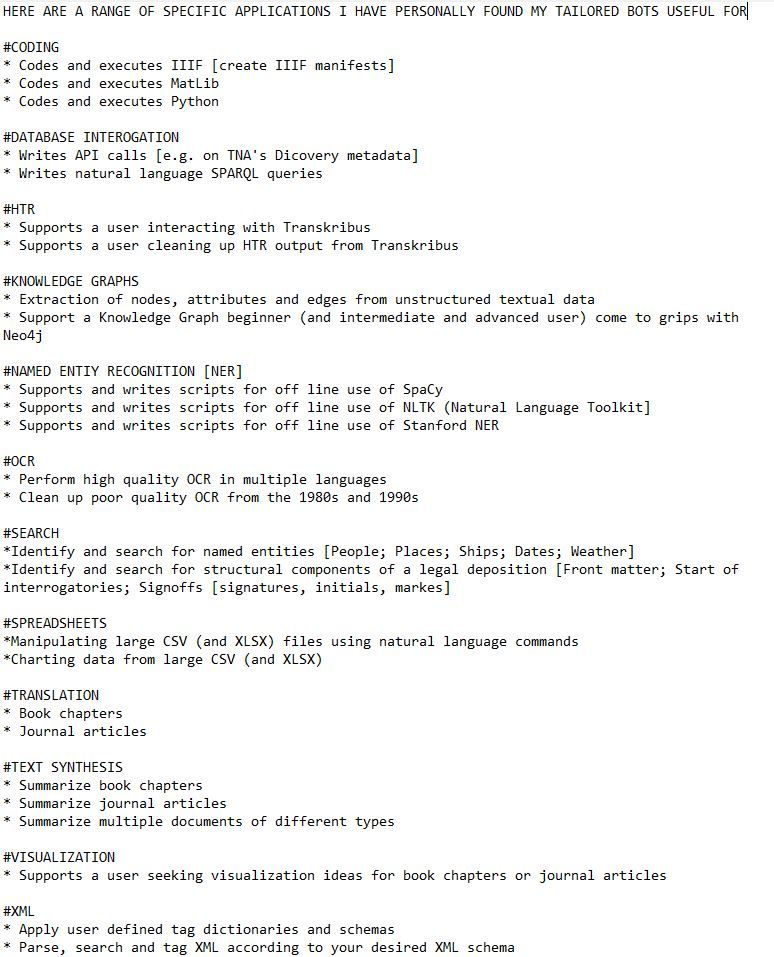 HERE ARE A RANGE OF SPECIFIC APPLICATIONS I HAVE PERSONALLY FOUND MY TAILORED BOTS USEFUL FOR
#CODING
* Codes and executes IIIF [create IIIF manifests]
* Codes and executes MatLib
* Codes and executes Python
#DATABASE INTEROGATION
* Writes API calls [e.g. on TNA's Dicovery metadata]
* Writes natural language SPARQL queries
#HTR
* Supports a user interacting with Transkribus
* Supports a user cleaning up HTR output from Transkribus
#KNOWLEDGE GRAPHS
* Extraction of nodes, attributes and edges from unstructured textual data
* Support a Knowledge Graph beginner (and intermediate and advanced user) come to grips with
Neo4j
#NAMED ENTIY RECOGNITION [NER]
* Supports and writes scripts for off line use of SpaCy
* Supports and writes scripts for off line use of NLTK (Natural Language Toolkit]
* Supports and writes scripts for off line use of Stanford NER
#OCR
* Perform high quality OCR in multiple languages
* Clean up poor quality OCR from the 1980s and 1990s
#SEARCH
*Identify and search for named entities [People; Places; Ships; Dates; Weather]
*Identify and search for structural components of a legal deposition [Front matter; Start of
interrogatories; Signoffs [signatures, initials, markes]
#SPREADSHEETS
*Manipulating large CSV (and XLSX) files using natural language commands
*Charting data from large CSV (and XLSX)
#TRANSLATION
* Book chapters
* Journal articles
#TEXT SYNTHESIS
* Summarize book chapters
* Summarize journal articles
* Summarize multiple documents of different types
#VISUALIZATION
* Supports a user seeking visualization ideas for book chapters or journal articles
#XML
* Apply user defined tag dictionaries and schemas
* Parse, search and tag XML according to your desired XML schema